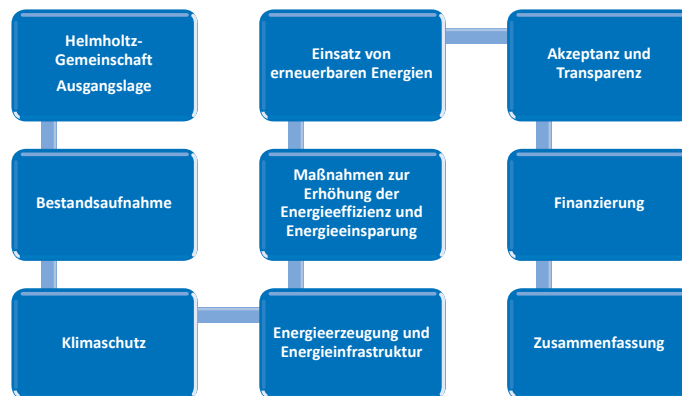 Helmholtz-
Gemeinschaft
Ausgangslage
Bestandsaufnahme
Klimaschutz
Energieerzeugung und
Energieinfrastruktur
Maßnahmen zur
Erhöhung der
Energieeffizienz und
Energieeinsparung
Einsatz von
erneuerbaren Energien
Akzeptanz und
Transparenz
Finanzierung
Zusammenfassung